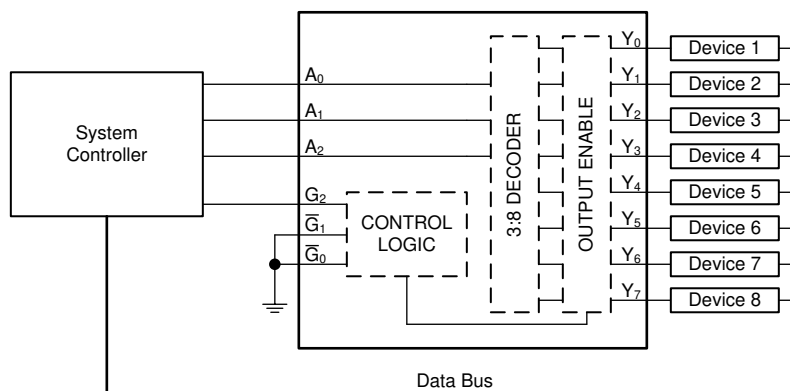 System
Controller
A0
A1
A2
G2
G̅1
G̅0
CONTROL
LOGIC
3:8 DECODER
OUTPUT ENABLE
Y0
Y1
Y2
Y3
Y4
Y5
Y6
Y7
Device 1
Device 2
Device 3
Device 4
Device 5
Device 6
Device 7
Device 8
Data Bus